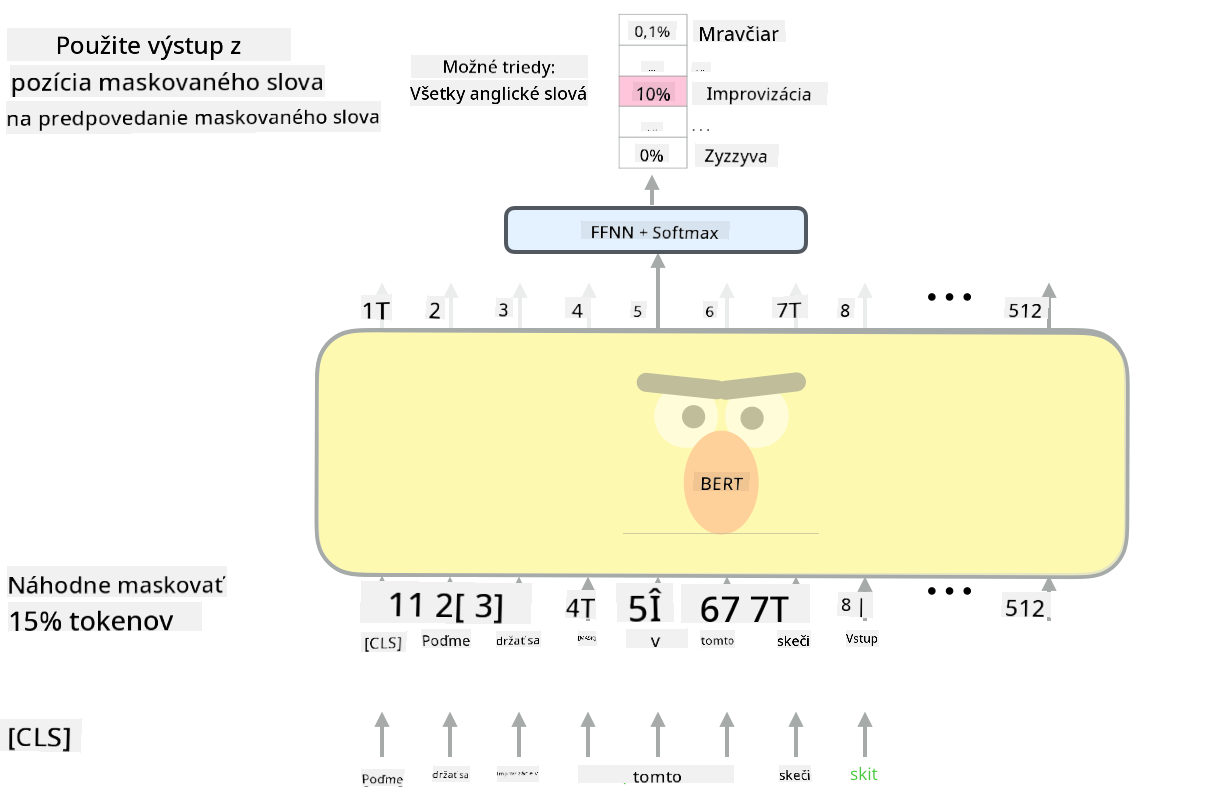 Použite výstup z
pozícia maskovaného slova
na predpovedanie maskovaného slova
Možné triedy:
Všetky anglické slová
0,1% Mravčiar
... ...
10% Improvizácia
... ...
0% Zyzzyva
FFNN + Softmax
1T 2 3 4 5 6 7T 8 ••• 512
BERT
Náhodne maskovať
15% tokenov
11 2[ 3] 4T 5Î 67 7T 8 | ••• 512
[CLS] Poďme držať sa [MASK] v tomto skeči Vstup
[CLS]
Poďme držať sa tomto skeči skit